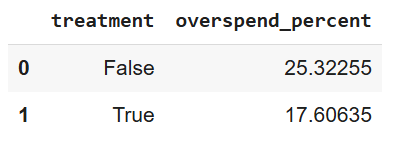 treatment overspend_percent
0 False 25.32255
1 True 17.60635